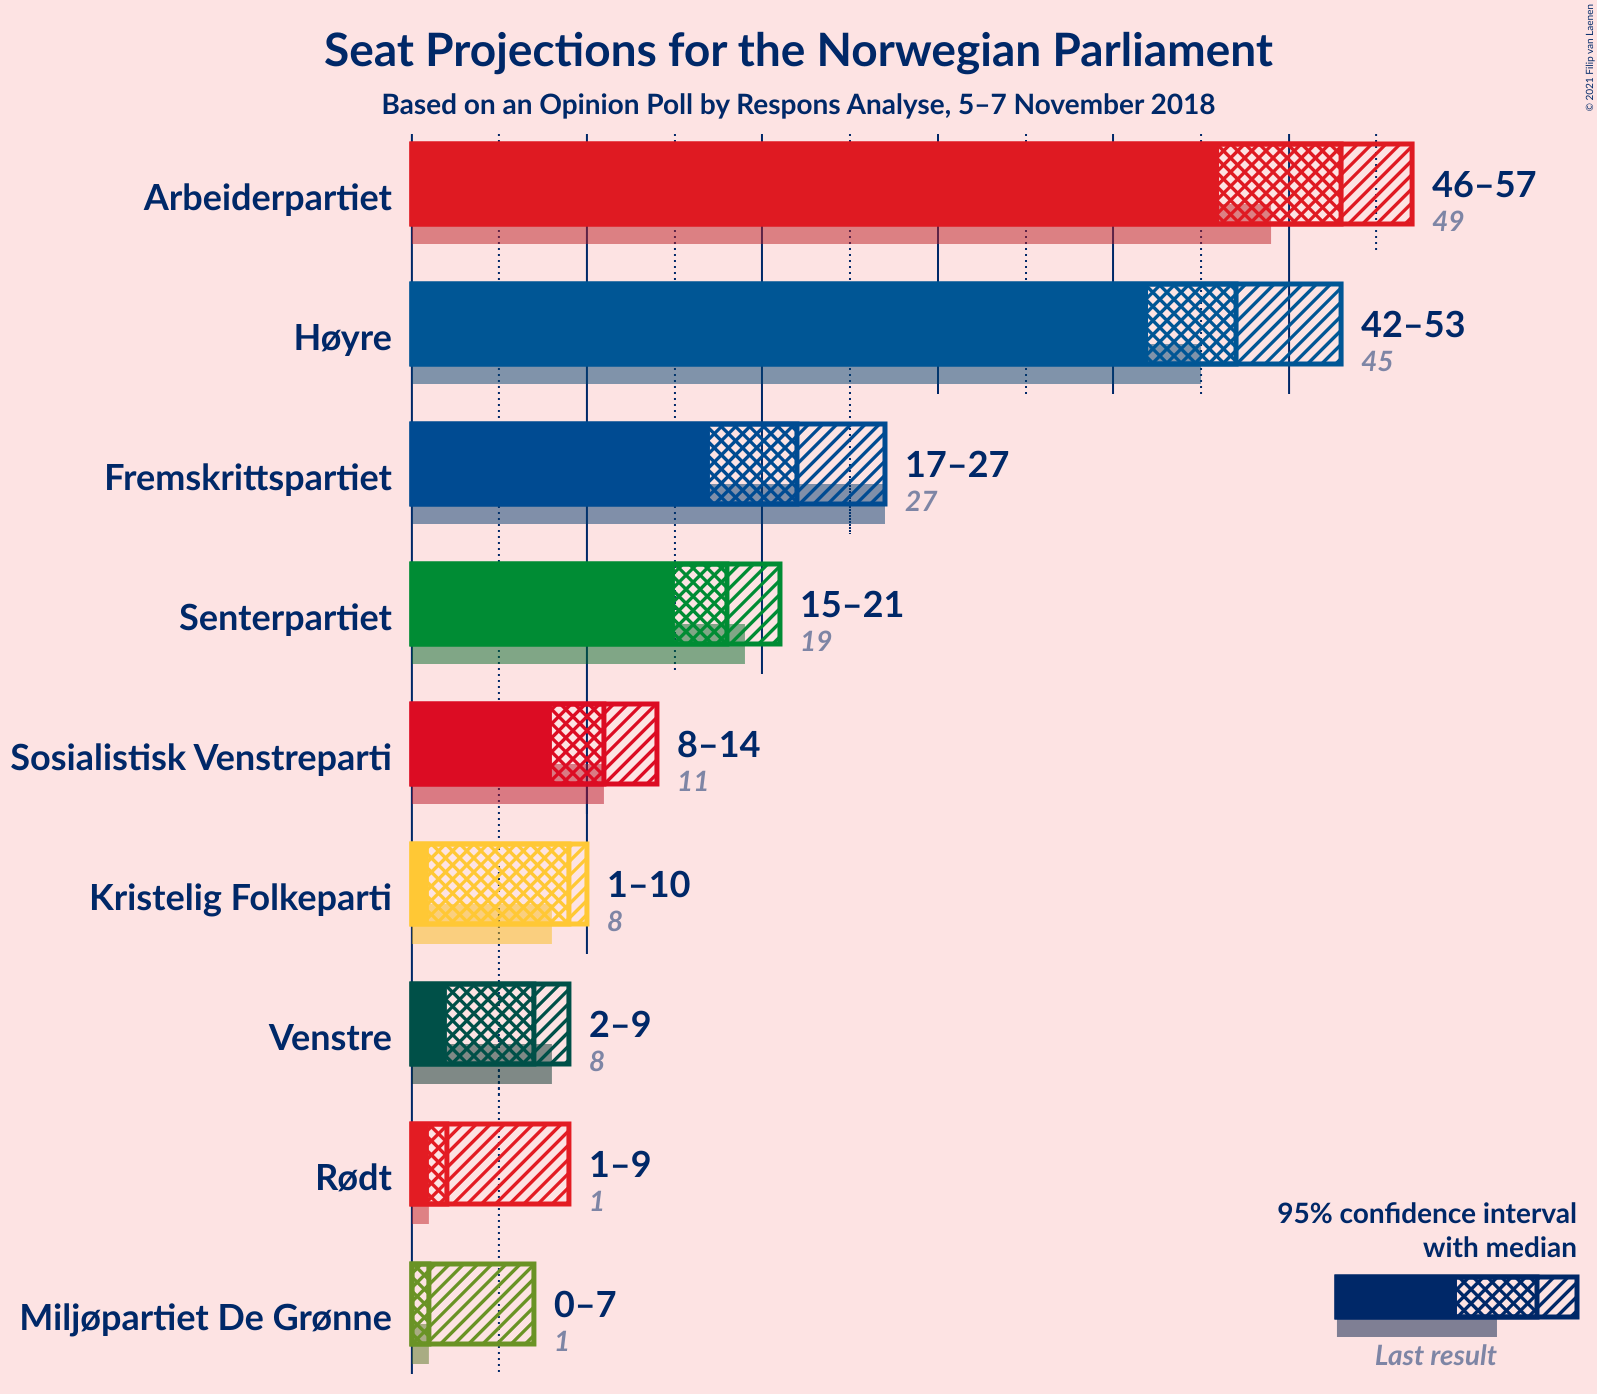 Seat Projections for the Norwegian Parliament
Based on an Opinion Poll by Respons Analyse, 5–7 November 2018
© 2021 Filip van Laenen
Arbeiderpartiet
46–57
49
Høyre
42–53
45
Fremskrittspartiet
17–27
27
Senterpartiet
15–21
19
Sosialistisk Venstreparti
8–14
11
Kristelig Folkeparti
1–10
8
Venstre
2–9
8
Rødt
1–9
1
Miljøpartiet De Grønne
0–7
1
95% confidence interval
with median
Last result